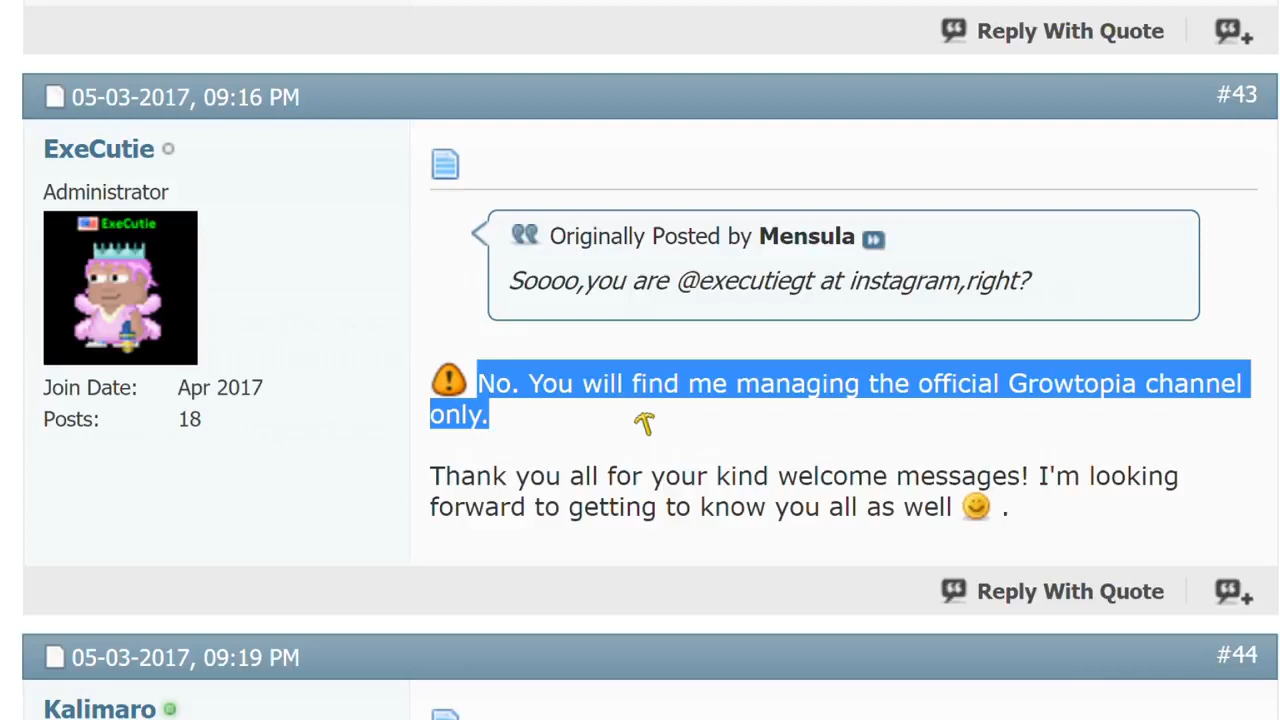 Reply With Quote
05-03-2017, 09:16 PM
#43
ExeCutie
Administrator
ExeCutie
Join Date: Apr 2017
Posts: 18
Originally Posted by Mensula
Soooo,you are @executiegt at instagram,right?
No. You will find me managing the official Growtopia channel
only.
Thank you all for your kind welcome messages! I'm looking
forward to getting to know you all as well .
Reply With Quote
05-03-2017, 09:19 PM
#44
Kalimaro